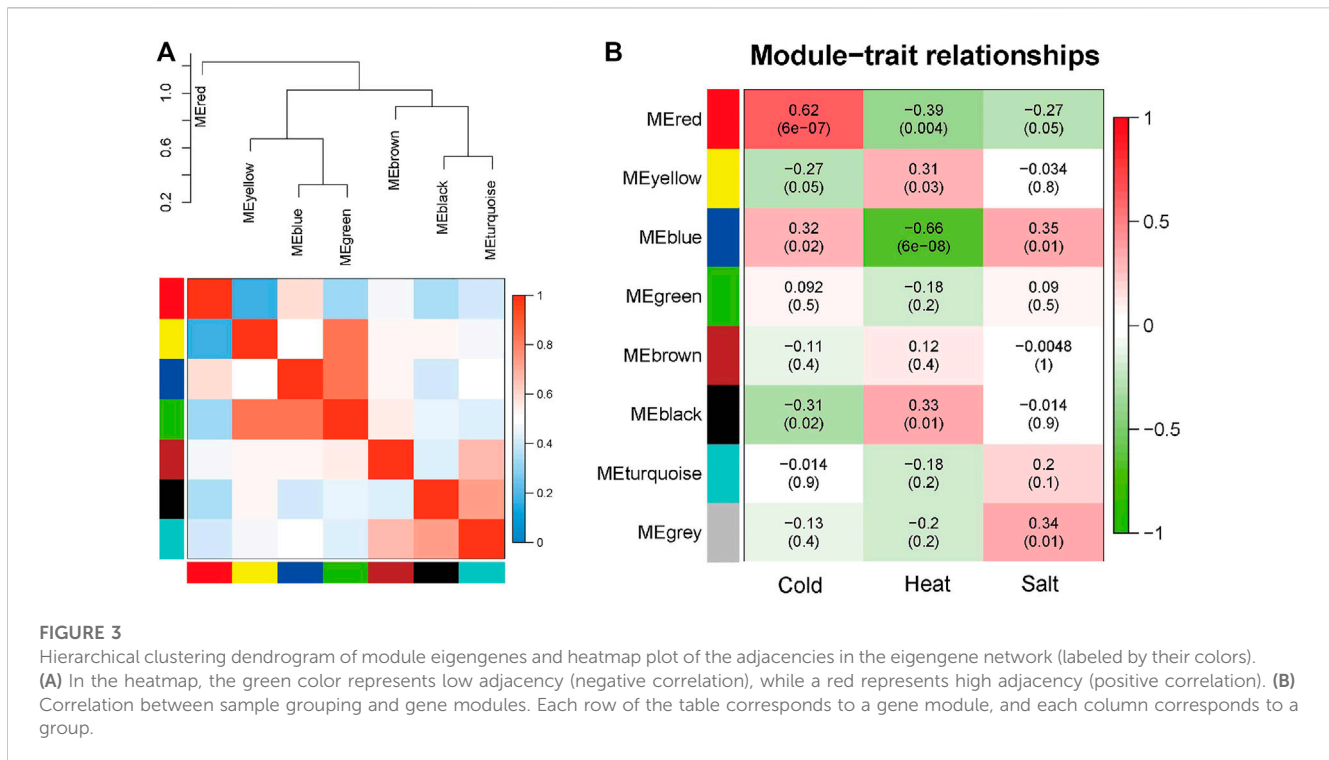 A
1.0
0.6
0.2
MEred
MEyellow
MEblue
MEgreen
MEbrown
MEblack
MEturquoise
1
0.8
0.6
0.4
0.2
0
B
Module−trait relationships
MEred
0.62
(6e−07)
−0.39
(0.004)
−0.27
(0.05)
MEyellow
−0.27
(0.05)
0.31
(0.03)
−0.034
(0.8)
MEblue
0.32
(0.02)
−0.66
(6e−08)
0.35
(0.01)
MEgreen
0.092
(0.5)
−0.18
(0.2)
0.09
(0.5)
MEbrown
−0.11
(0.4)
0.12
(0.4)
−0.0048
(1)
MEblack
−0.31
(0.02)
0.33
(0.01)
−0.014
(0.9)
MEturquoise
−0.014
(0.9)
−0.18
(0.2)
0.2
(0.1)
MEgrey
−0.13
(0.4)
−0.2
(0.2)
0.34
(0.01)
Cold
Heat
Salt
1
0.5
0
−0.5
−1
FIGURE 3
Hierarchical clustering dendrogram of module eigengenes and heatmap plot of the adjacencies in the eigengene network (labeled by their colors).
(A) In the heatmap, the green color represents low adjacency (negative correlation), while a red represents high adjacency (positive correlation). (B)
Correlation between sample grouping and gene modules. Each row of the table corresponds to a gene module, and each column corresponds to a
group.